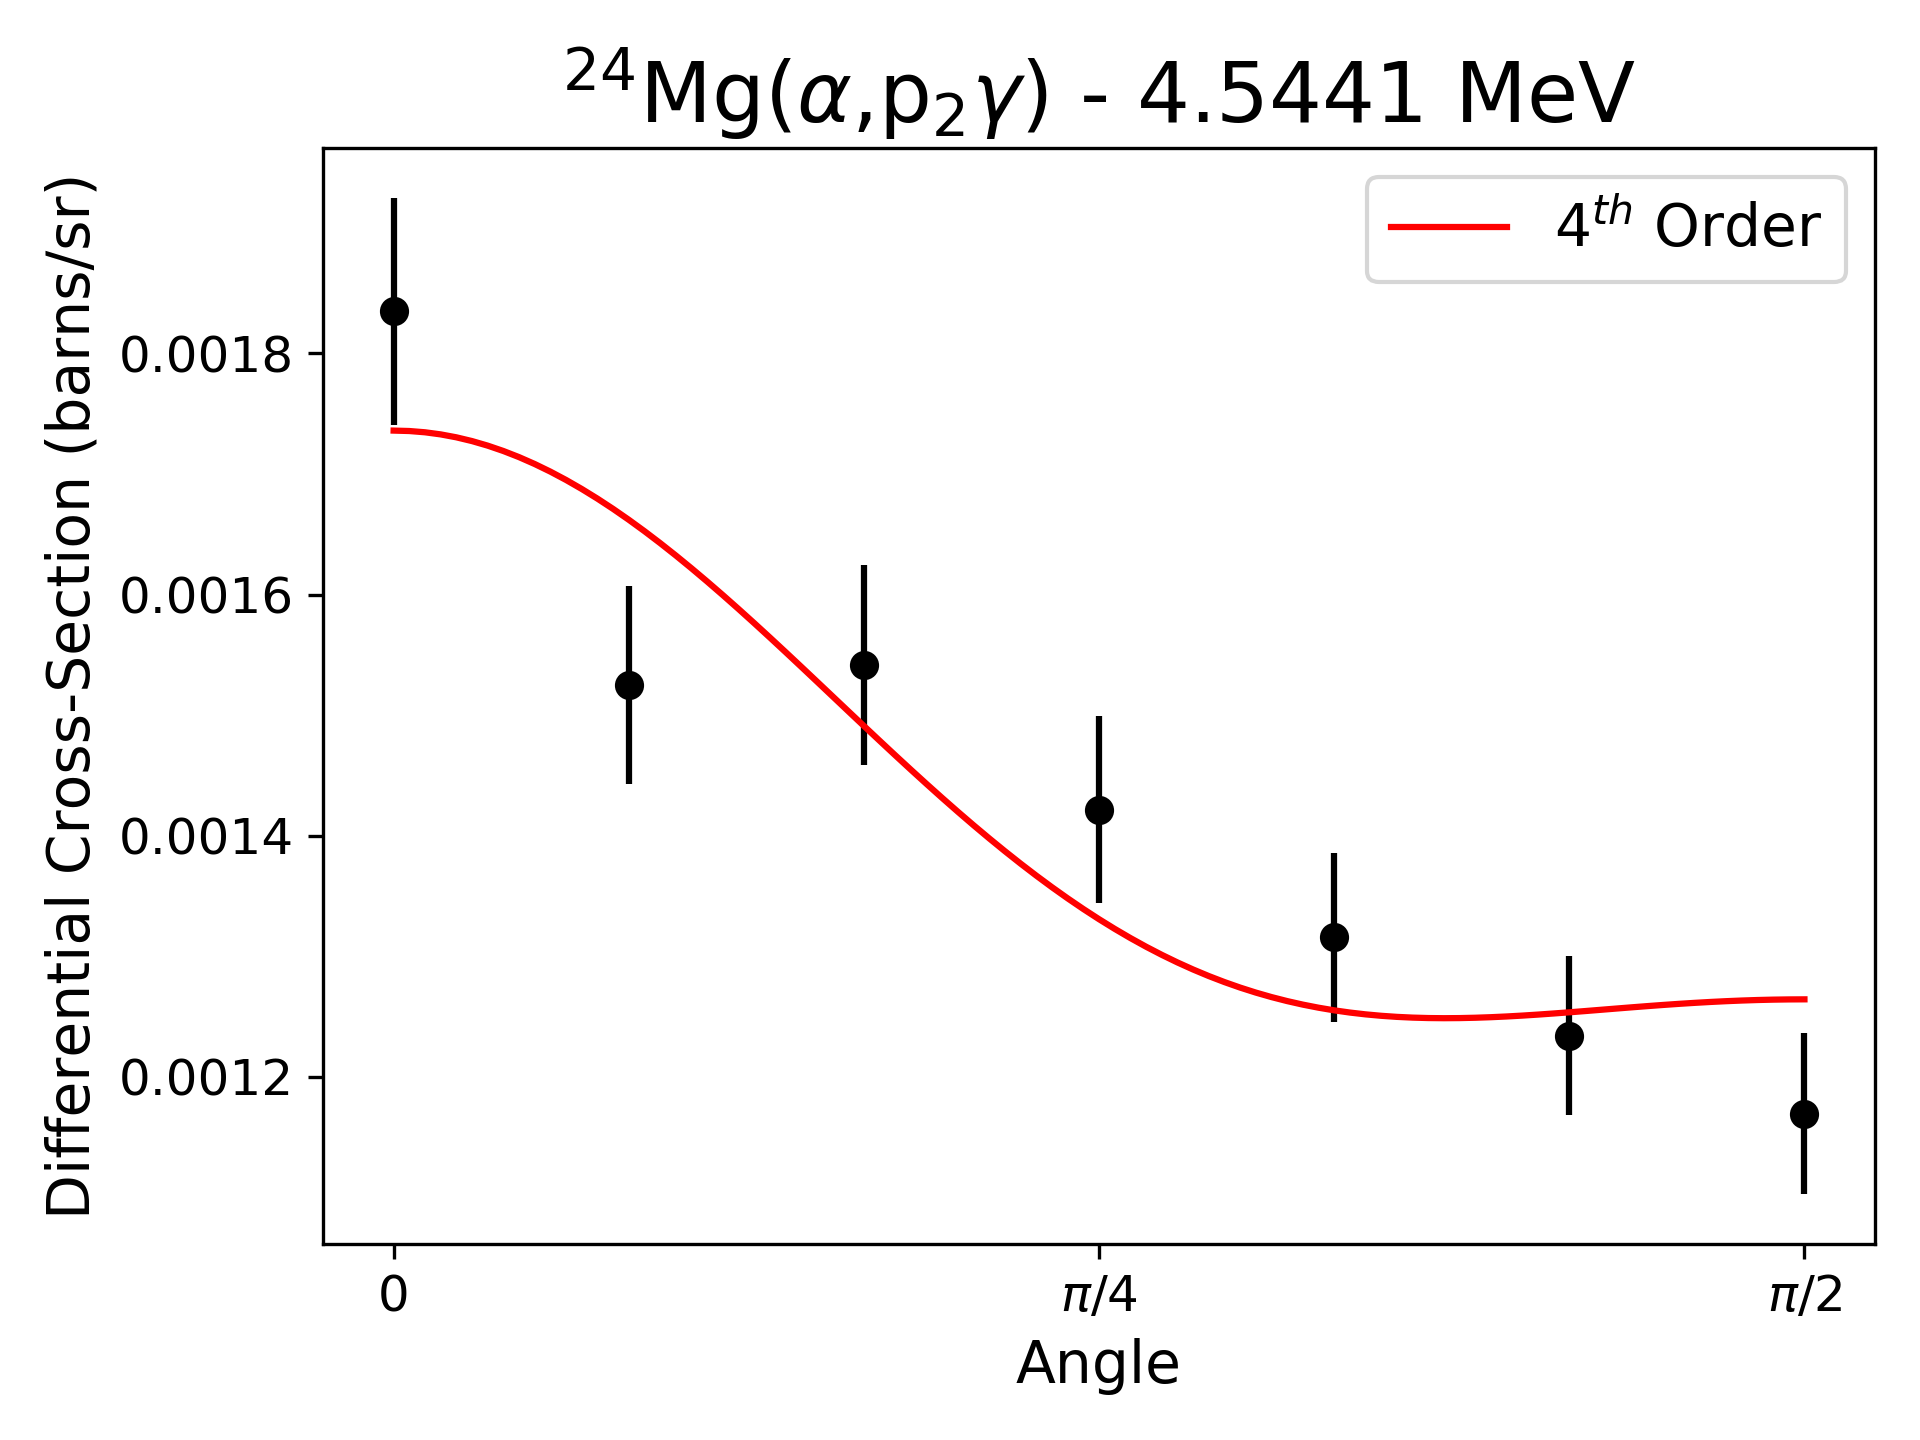 ²⁴Mg(α,p₂γ) - 4.5441 MeV
4ᵗʰ Order
Differential Cross-Section (barns/sr)
0.0018
0.0016
0.0014
0.0012
0 π/4 π/2
Angle